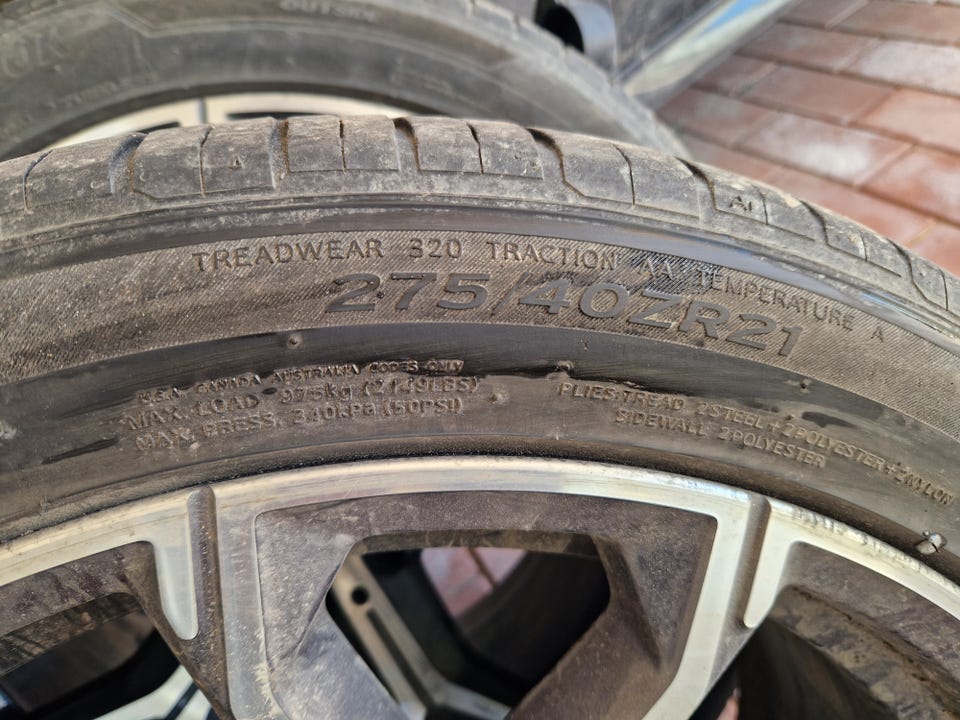 OUTSIDE
TREADWEAR 320 TRACTION AA TEMPERATURE A
275/40ZR21
U.S.A. CANADA AUSTRALIA CODES ONLY
MAX. LOAD 975kg (2149LBS)
MAX. PRESS. 340kPa (50PSI)
PLIES:TREAD 2STEEL+2POLYESTER+2NYLON
SIDEWALL 2POLYESTER